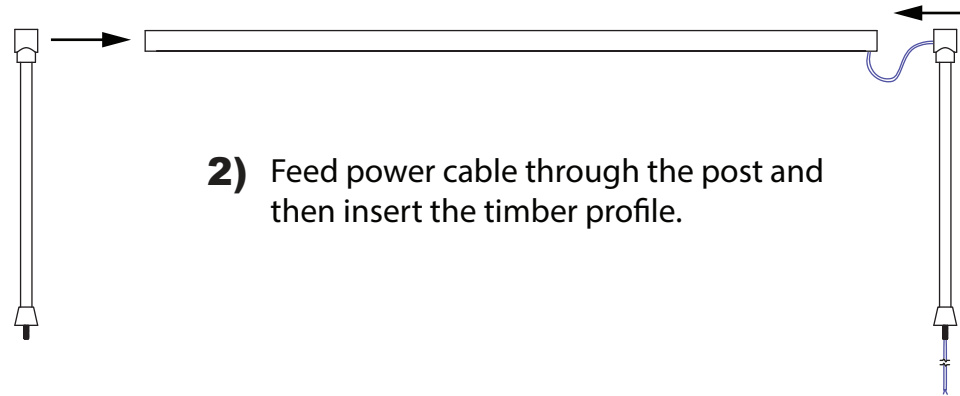 2) Feed power cable through the post and
then insert the timber profile.